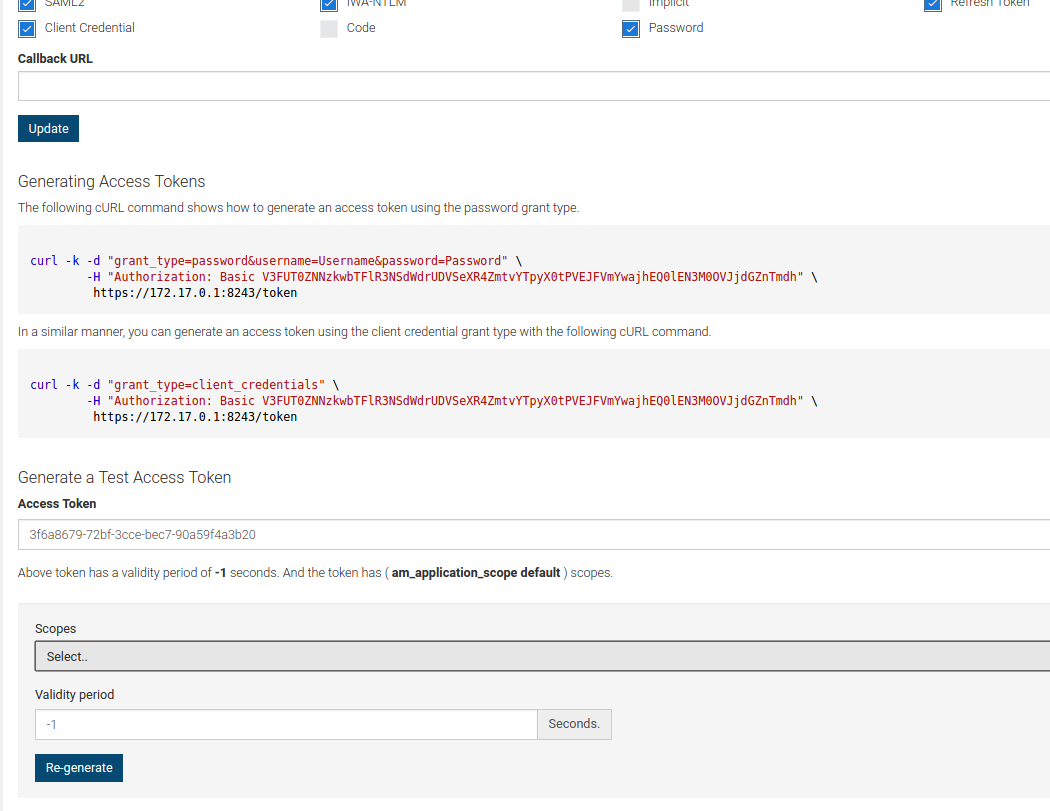 SAML2 IWA-NTLM Implicit Refresh Token
Client Credential Code Password
Callback URL
Update
Generating Access Tokens
The following cURL command shows how to generate an access token using the password grant type.
curl -k -d "grant_type=password&username=Username&password=Password" \
-H "Authorization: Basic V3FUT0ZNNzkwbTFlR3NSdWdrUDVSeXR4ZmtvYTpyX0tPVEJFVmYwajhEQ0lEN3M0OVJjdGZnTmdh" \
https://172.17.0.1:8243/token
In a similar manner, you can generate an access token using the client credential grant type with the following cURL command.
curl -k -d "grant_type=client_credentials" \
-H "Authorization: Basic V3FUT0ZNNzkwbTFlR3NSdWdrUDVSeXR4ZmtvYTpyX0tPVEJFVmYwajhEQ0lEN3M0OVJjdGZnTmdh" \
https://172.17.0.1:8243/token
Generate a Test Access Token
Access Token
3f6a8679-72bf-3cce-bec7-90a59f4a3b20
Above token has a validity period of -1 seconds. And the token has ( am_application_scope default ) scopes.
Scopes
Select..
Validity period
-1 Seconds.
Re-generate